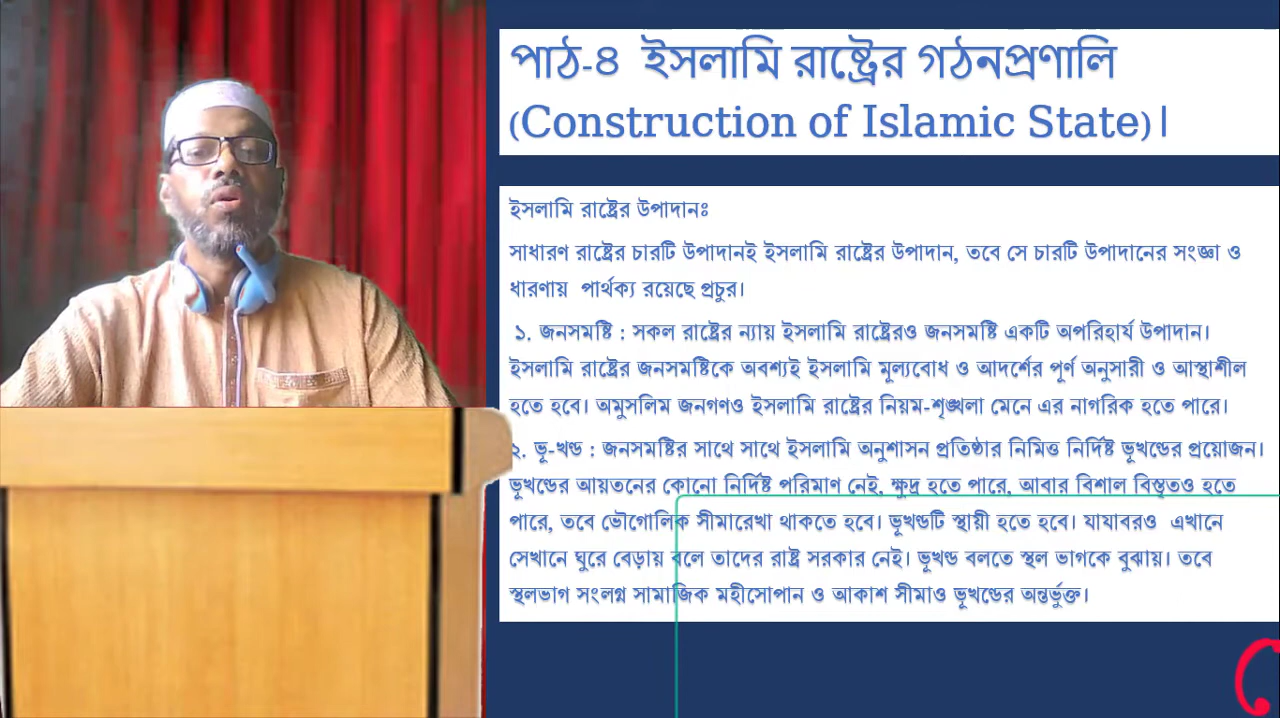 পাঠ-৪ ইসলামি রাষ্ট্রের গঠনপ্রণালি
(Construction of Islamic State)।
ইসলামি রাষ্ট্রের উপাদানঃ
সাধারণ রাষ্ট্রের চারটি উপাদানই ইসলামি রাষ্ট্রের উপাদান, তবে সে চারটি উপাদানের সংজ্ঞা ও
ধারণায় পার্থক্য রয়েছে প্রচুর।
১. জনসমষ্টি : সকল রাষ্ট্রের ন্যায় ইসলামি রাষ্ট্রেরও জনসমষ্টি একটি অপরিহার্য উপাদান।
ইসলামি রাষ্ট্রের জনসমষ্টিকে অবশ্যই ইসলামি মূল্যবোধ ও আদর্শের পূর্ণ অনুসারী ও আস্থাশীল
হতে হবে। অমুসলিম জনগণও ইসলামি রাষ্ট্রের নিয়ম-শৃঙ্খলা মেনে এর নাগরিক হতে পারে।
২. ভূ-খন্ড : জনসমষ্টির সাথে সাথে ইসলামি অনুশাসন প্রতিষ্ঠার নিমিত্ত নির্দিষ্ট ভূখন্ডের প্রয়োজন।
ভূখন্ডের আয়তনের কোনো নির্দিষ্ট পরিমাণ নেই, ক্ষুদ্র হতে পারে, আবার বিশাল বিস্তৃতও হতে
পারে, তবে ভৌগোলিক সীমারেখা থাকতে হবে। ভূখন্ডটি স্থায়ী হতে হবে। যাযাবরও এখানে
সেখানে ঘুরে বেড়ায় বলে তাদের রাষ্ট্র সরকার নেই। ভূখন্ড বলতে স্থল ভাগকে বুঝায়। তবে
স্থলভাগ সংলগ্ন সামাজিক মহীসোপান ও আকাশ সীমাও ভূখন্ডের অন্তর্ভুক্ত।